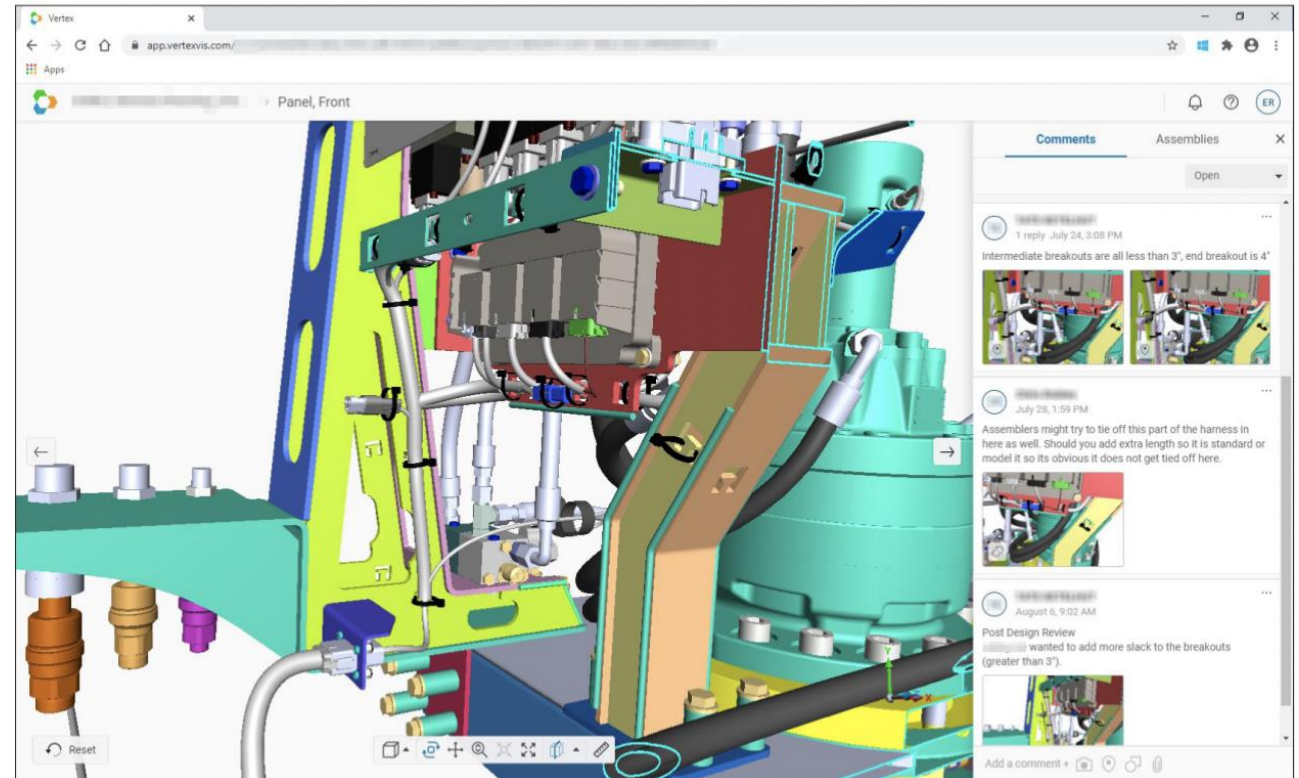 Vertex
app.vertexvis.com/
Apps
Panel, Front
ER
Comments
Assemblies
Open
1 reply July 24, 3:08 PM
Intermediate breakouts are all less than 3", end breakout is 4"
July 28, 1:59 PM
Assemblers might try to tie off this part of the harness in
here as well. Should you add extra length so it is standard or
model it so its obvious it does not get tied off here.
August 6, 9:02 AM
Post Design Review
wanted to add more slack to the breakouts
(greater than 3").
Y
X
Reset
Add a comment